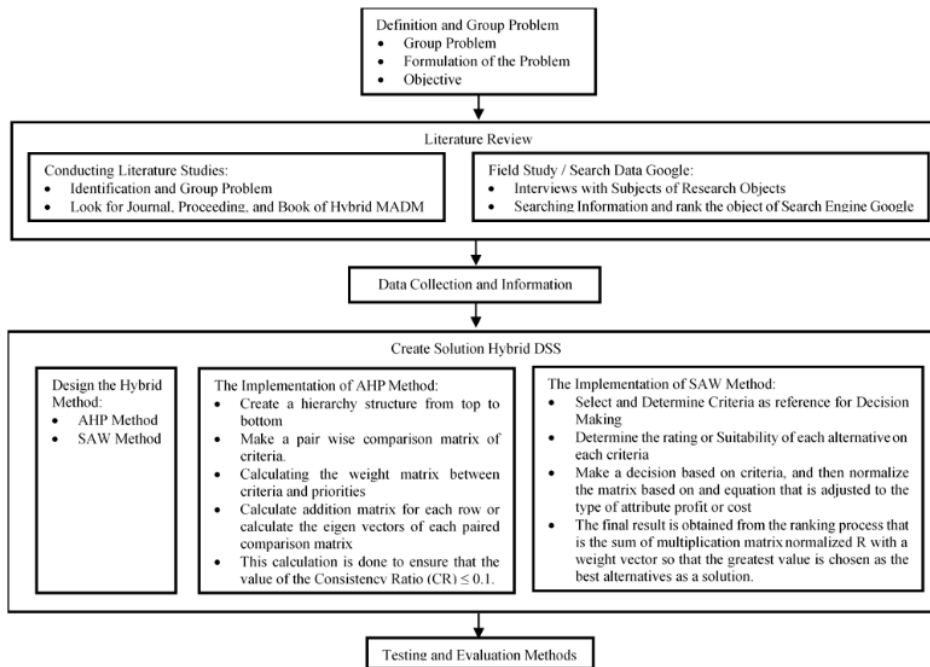 Definition and Group Problem
• Group Problem
• Formulation of the Problem
• Objective
Literature Review
Conducting Literature Studies:
• Identification and Group Problem
• Look for Journal, Proceeding, and Book of Hybrid MADM
Field Study / Search Data Google:
• Interviews with Subjects of Research Objects
• Searching Information and rank the object of Search Engine Google
Data Collection and Information
Create Solution Hybrid DSS
Design the Hybrid
Method:
• AHP Method
• SAW Method
The Implementation of AHP Method:
• Create a hierarchy structure from top to
bottom
• Make a pair wise comparison matrix of
criteria.
• Calculating the weight matrix between
criteria and priorities
• Calculate addition matrix for each row or
calculate the eigen vectors of each paired
comparison matrix
• This calculation is done to ensure that the
value of the Consistency Ratio (CR) ≤ 0.1.
The Implementation of SAW Method:
• Select and Determine Criteria as reference for Decision
Making
• Determine the rating or Suitability of each alternative on
each criteria
• Make a decision based on criteria, and then normalize
the matrix based on and equation that is adjusted to the
type of attribute profit or cost
• The final result is obtained from the ranking process that
is the sum of multiplication matrix normalized R with a
weight vector so that the greatest value is chosen as the
best alternatives as a solution.
Testing and Evaluation Methods